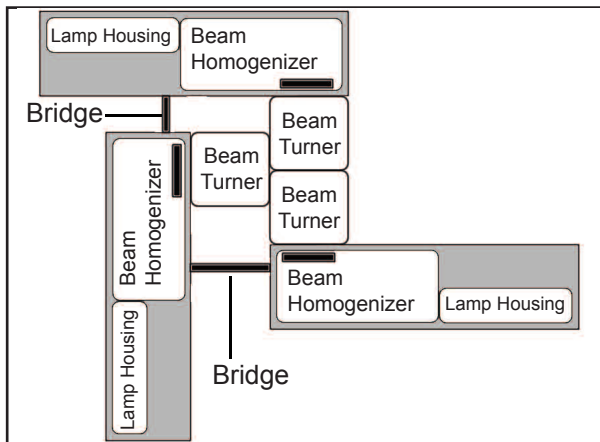 Lamp Housing
Beam
Homogenizer
Bridge
Beam
Turner
Beam
Turner
Beam
Turner
Beam
Homogenizer
Lamp Housing
Beam
Homogenizer
Lamp Housing
Bridge